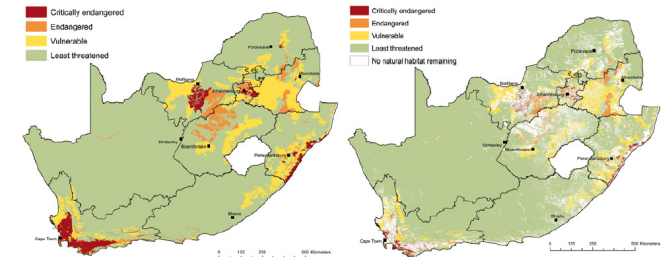 Critically endangered
Endangered
Vulnerable
Least threatened
Polokwane
Mafikeng
Johannesburg
Nelspruit
Kimberley
Bloemfontein
Pietermaritzburg
Bhisho
Cape Town
0 125 250 500 Kilometers
Critically endangered
Endangered
Vulnerable
Least threatened
No natural habitat remaining
Polokwane
Mafikeng
Johannesburg
Kimberley
Bloemfontein
Pietermaritzburg
Bhisho
Cape Town
0 125 250 500 Kilometers